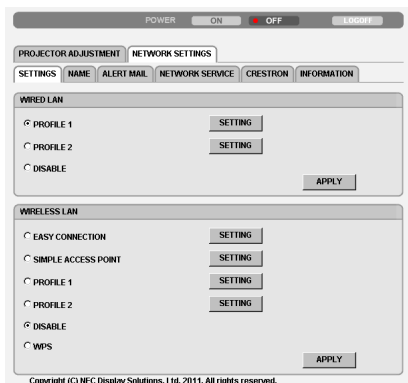 POWER ON OFF LOGOFF
PROJECTOR ADJUSTMENT NETWORK SETTINGS
SETTINGS NAME ALERT MAIL NETWORK SERVICE CRESTRON INFORMATION
WIRED LAN
PROFILE 1 SETTING
PROFILE 2 SETTING
DISABLE
APPLY
WIRELESS LAN
EASY CONNECTION SETTING
SIMPLE ACCESS POINT SETTING
PROFILE 1 SETTING
PROFILE 2 SETTING
DISABLE
WPS
APPLY
Copyright (C) NEC Display Solutions, Ltd. 2011. All rights reserved.